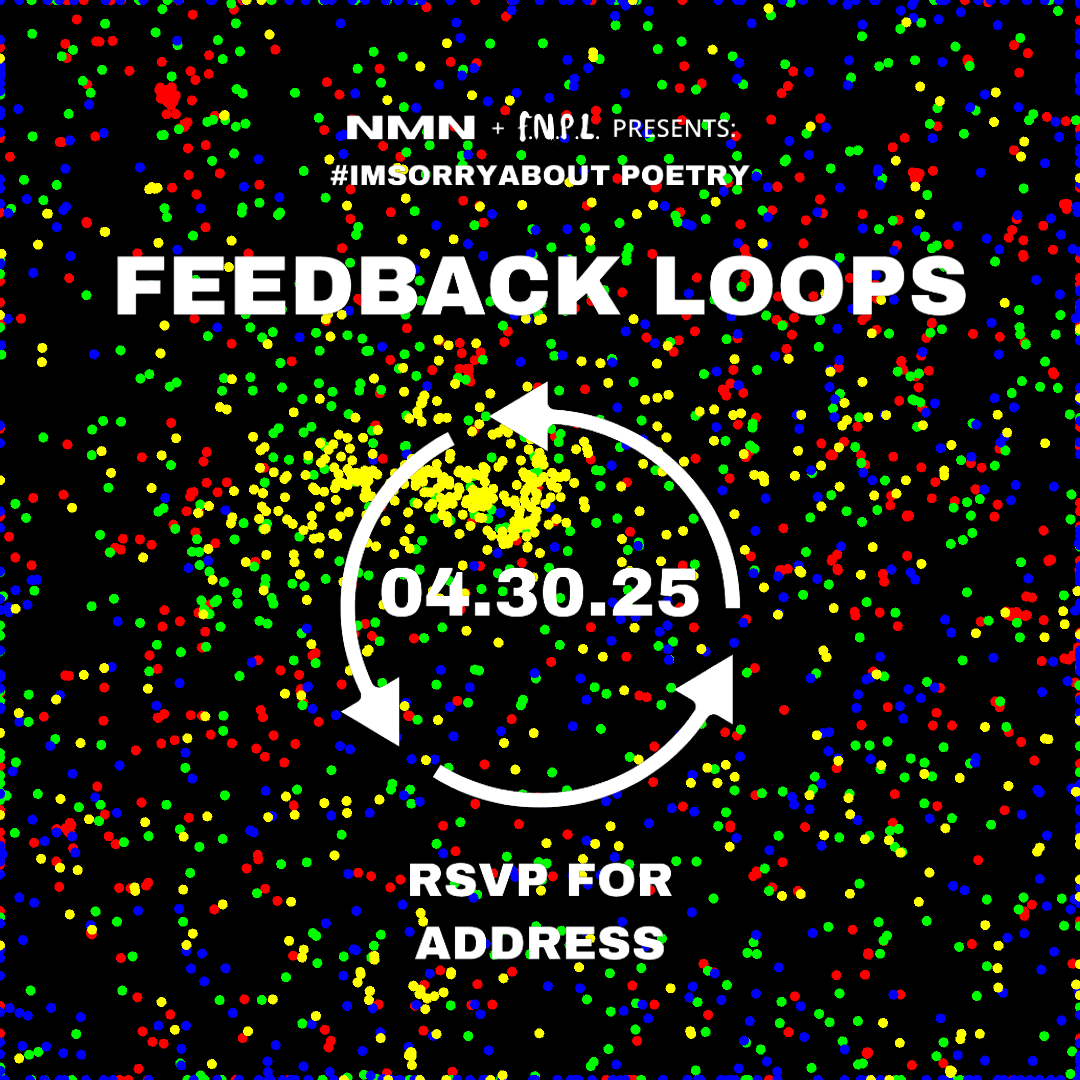 NMN + F.N.P.L. PRESENTS:
#IMSORRYABOUT POETRY
FEEDBACK LOOPS
04.30.25
RSVP FOR
ADDRESS